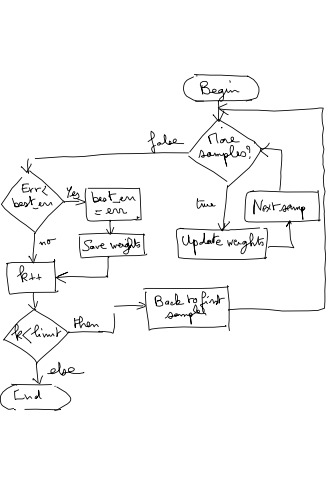 Begin
false
More
samples?
Err<
best_err
Yes
best_err
= err
true
Next samp
no
Save weights
Update weights
k++
Back to first
sample
k<limit
then
else
End